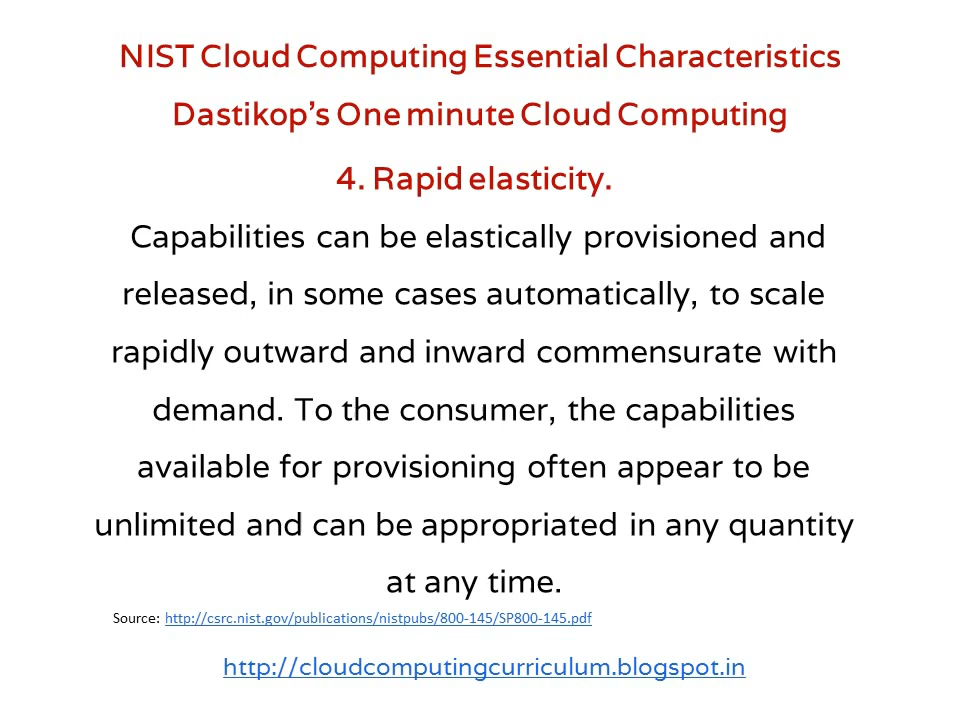 NIST Cloud Computing Essential Characteristics
Dastikop’s One minute Cloud Computing
4. Rapid elasticity.
Capabilities can be elastically provisioned and
released, in some cases automatically, to scale
rapidly outward and inward commensurate with
demand. To the consumer, the capabilities
available for provisioning often appear to be
unlimited and can be appropriated in any quantity
at any time.
Source: http://csrc.nist.gov/publications/nistpubs/800-145/SP800-145.pdf
http://cloudcomputingcurriculum.blogspot.in